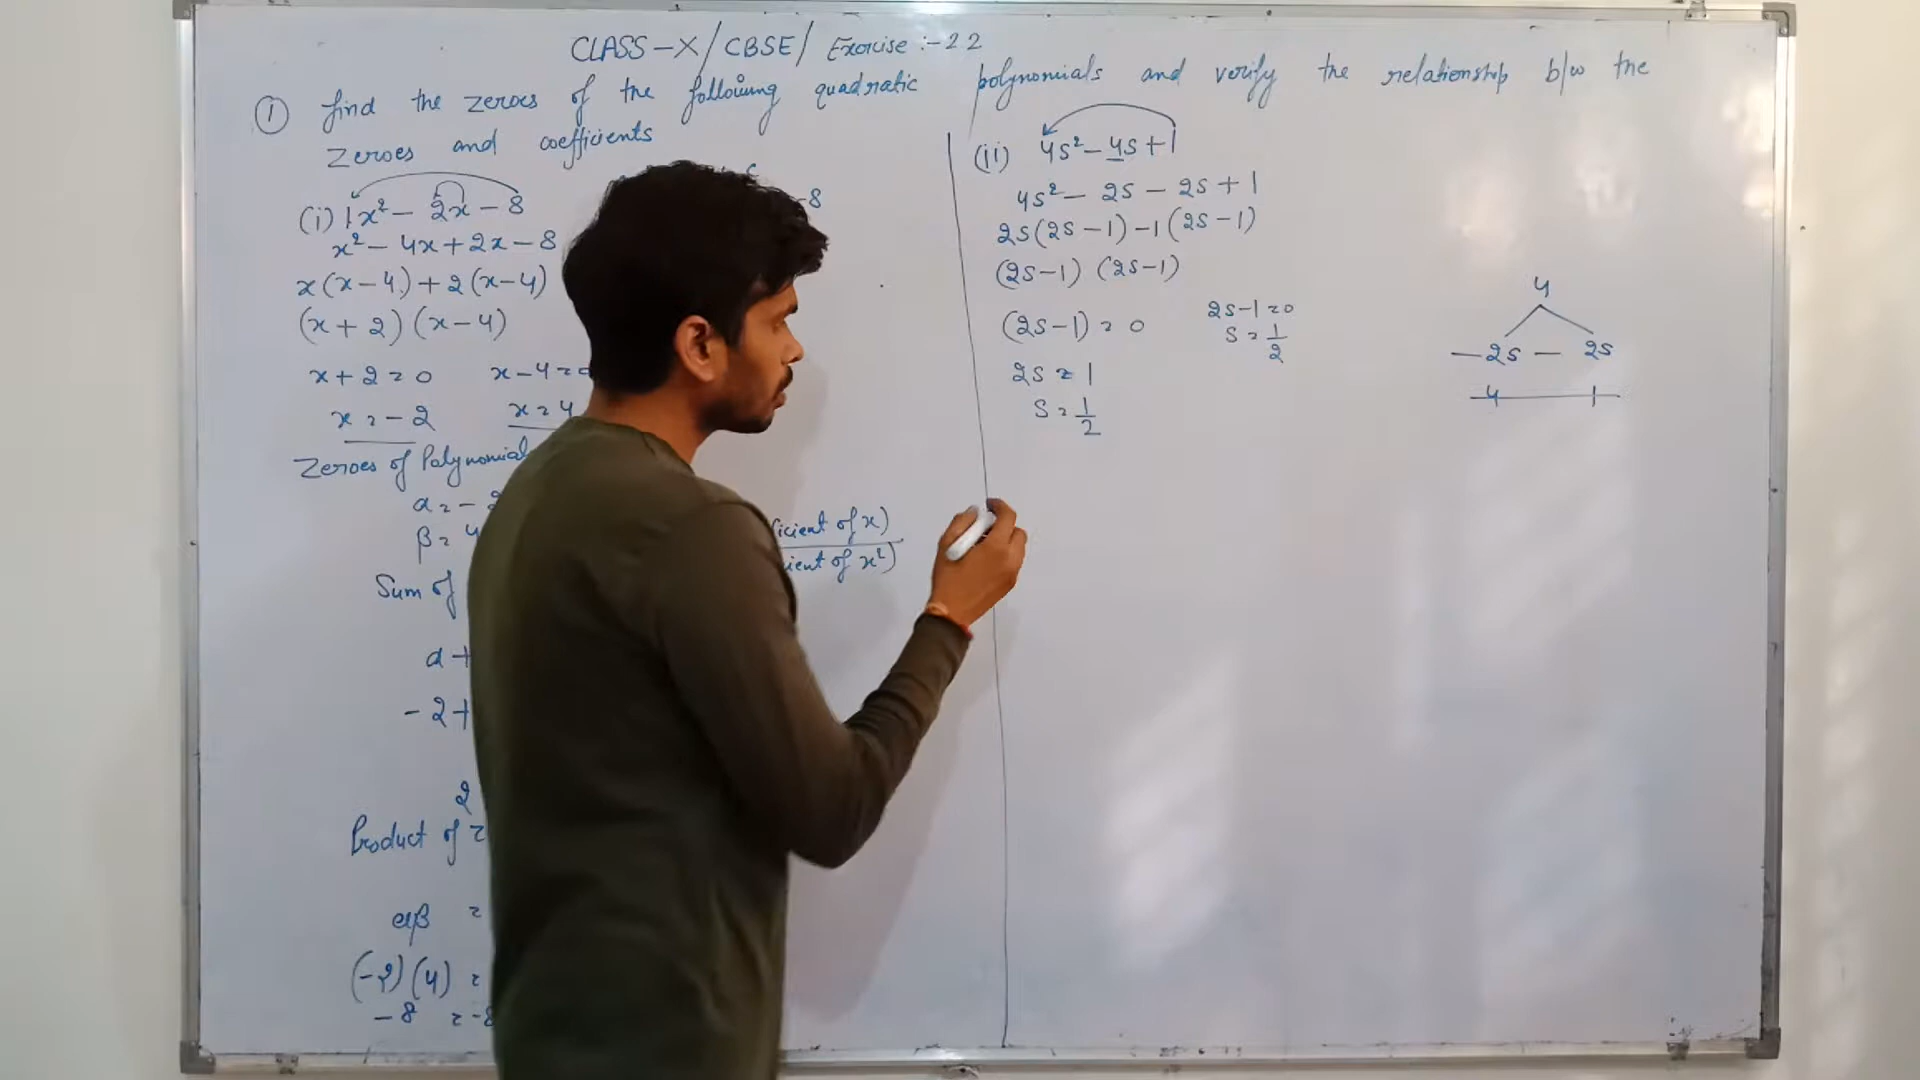 CLASS-X/CBSE/ Exercise :- 2 2
① find the zeroes of the following quadratic polynomials and verify the relationship b/w the
zeroes and coefficients
(i) 1x² - 2x - 8
x² - 4x + 2x - 8
x(x-4) + 2(x-4)
(x+2) (x-4)
x+2=0 x-4=0
x=-2 x=4
Zeroes of Polynomial
α=-
β=4
Sum of
α+
-2+
2
Product of z
αβ =
(-2)(4) =
-8 = -8
c
-8
icient of x)
ient of x²)
(ii) 4s² - 4s + 1
4s² - 2s - 2s + 1
2s(2s-1) -1(2s-1)
(2s-1) (2s-1)
(2s-1) = 0 2s-1=0
2s = 1 s=1/2
s=1/2
4
-2s - 2s
4 1